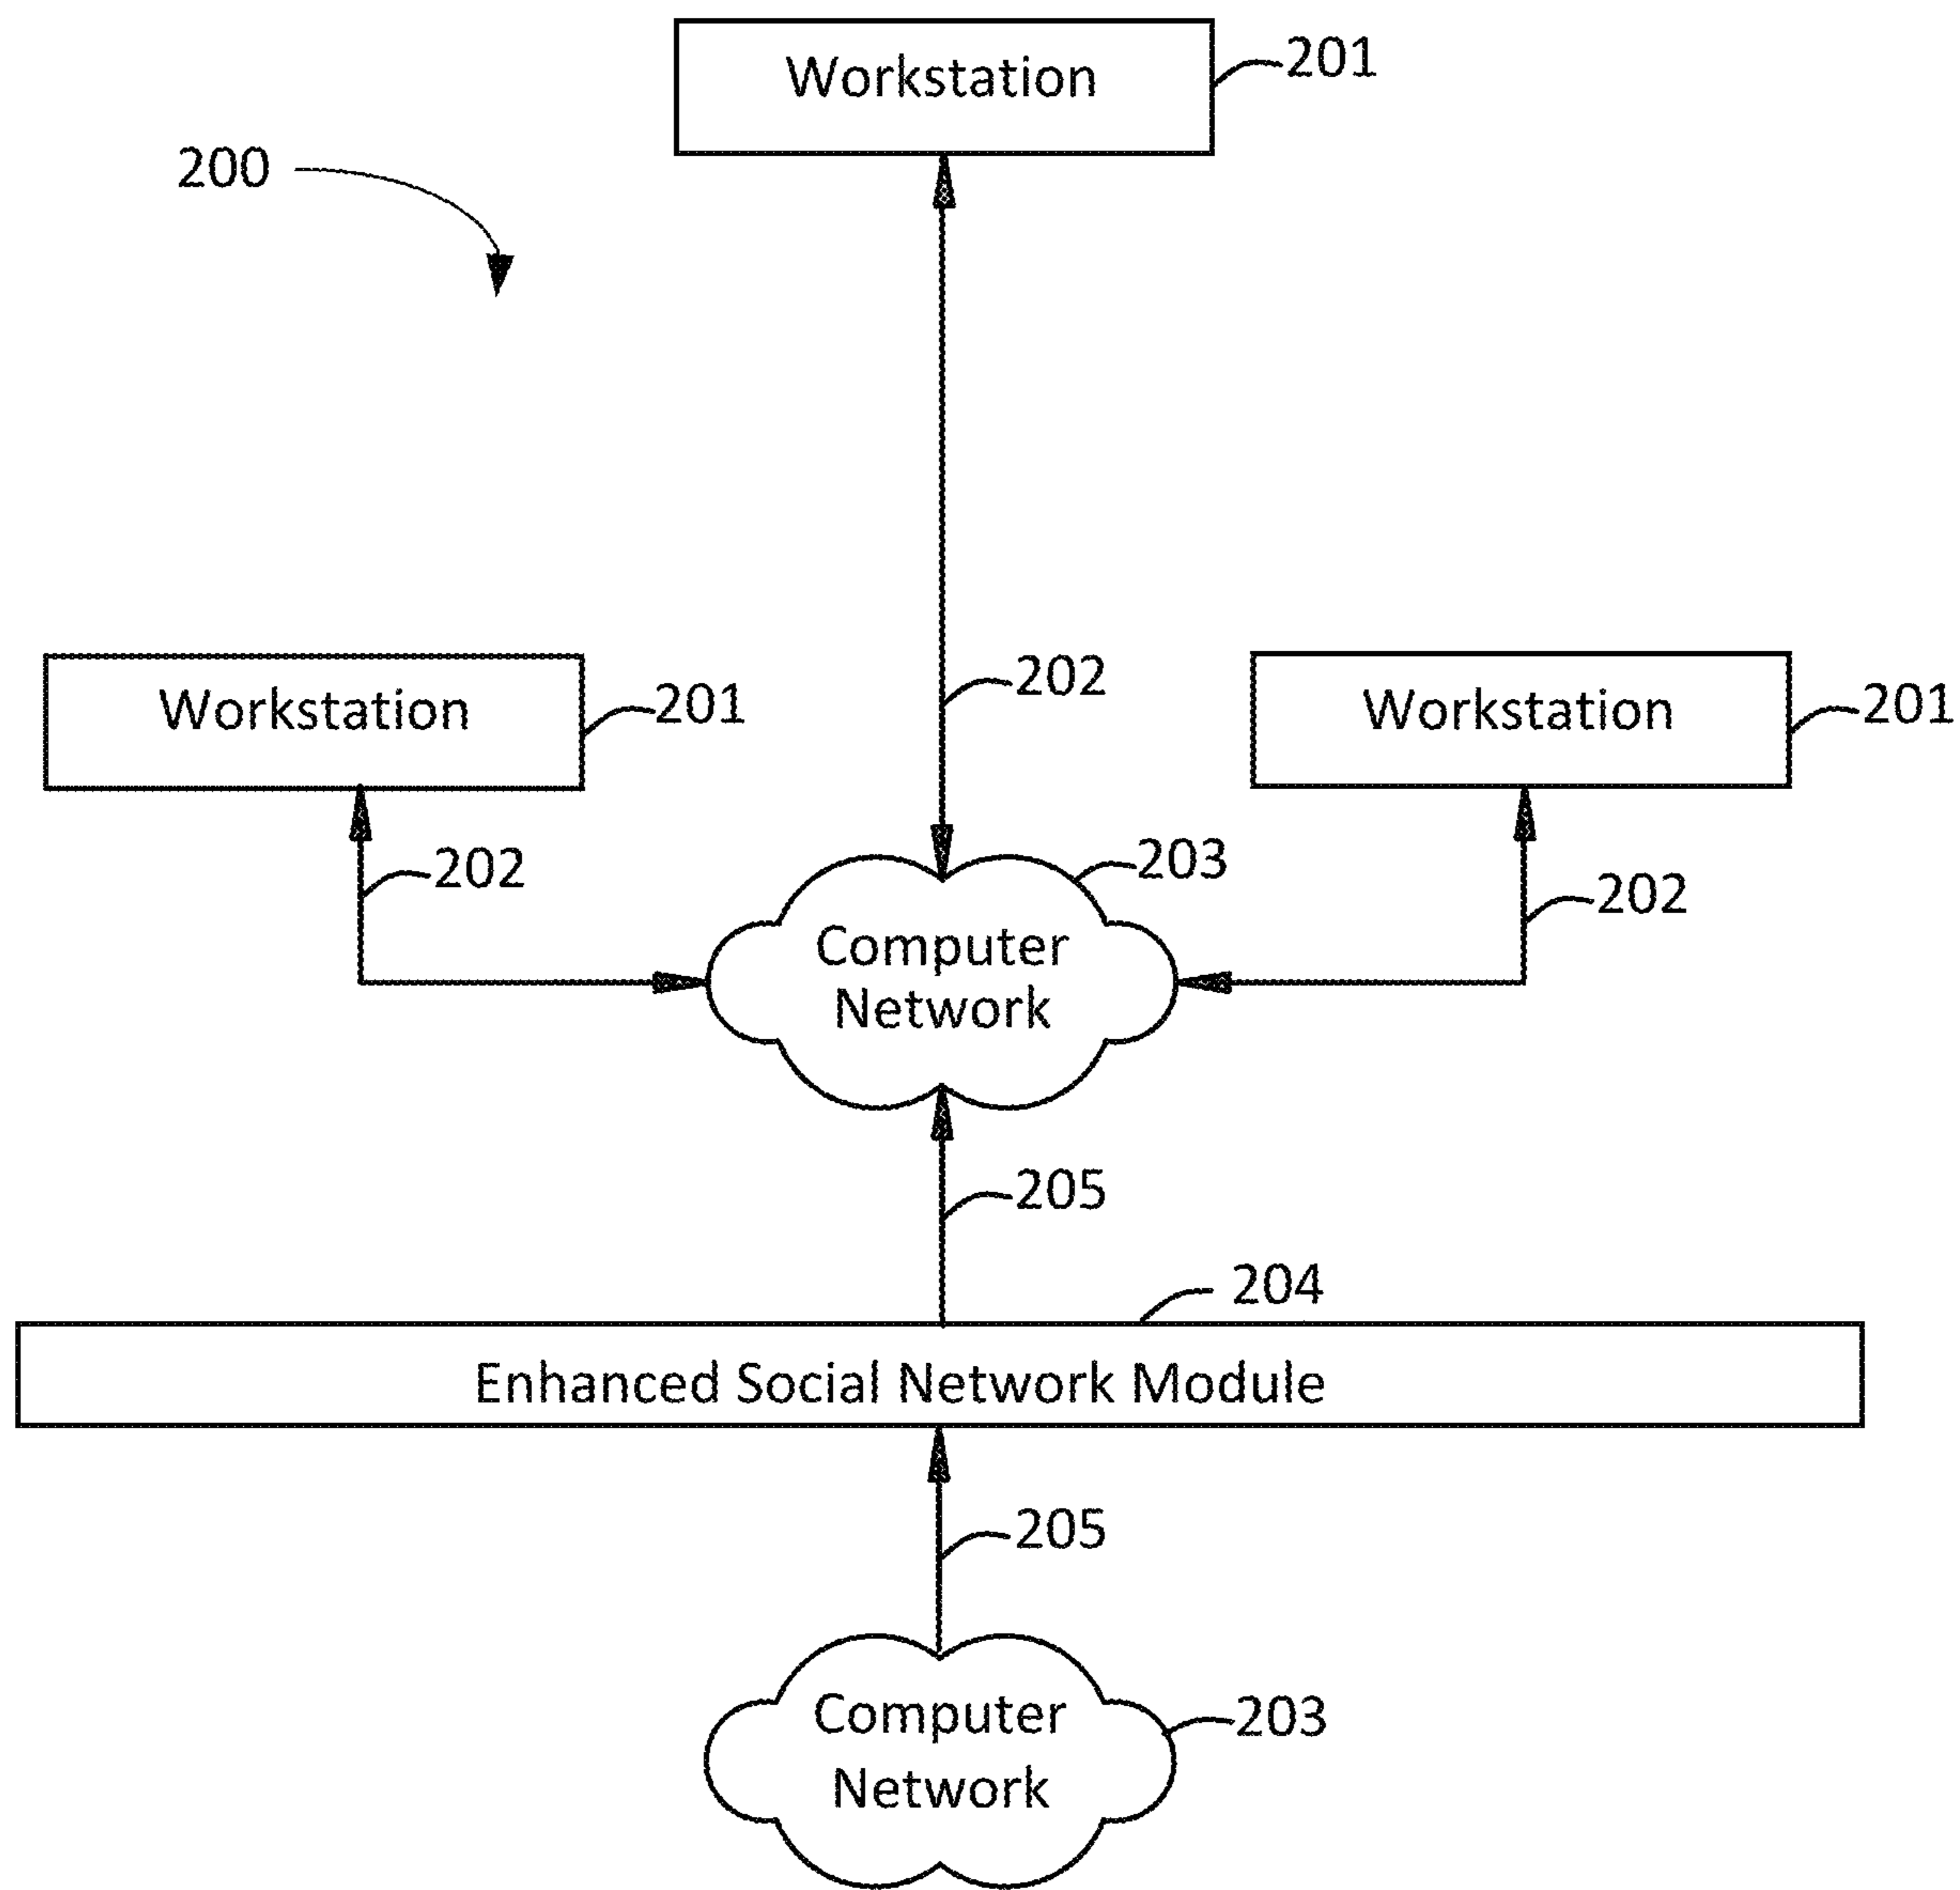 Workstation
201
200
202
Workstation
201
Workstation
201
202
203
202
Computer
Network
205
204
Enhanced Social Network Module
205
Computer
Network
203